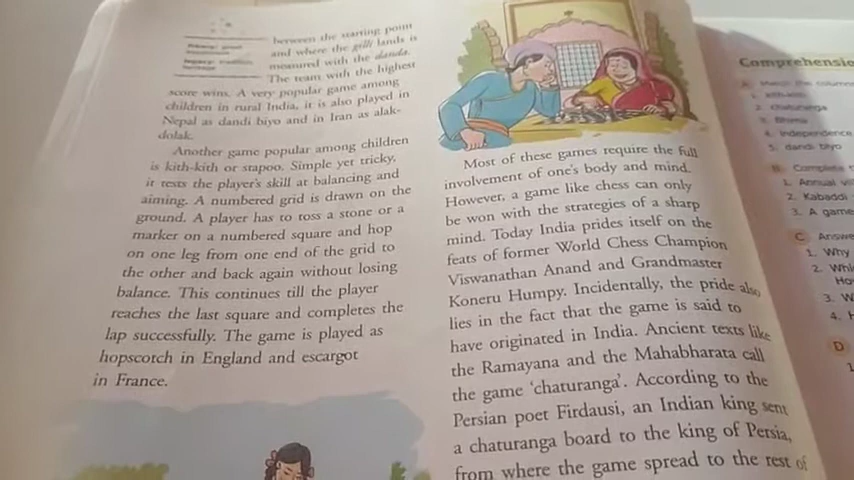 between the starting point
and where the gilli lands is
measured with the danda.
The team with the highest
score wins. A very popular game among
children in rural India, it is also played in
Nepal as dandi biyo and in Iran as alak-
dolak.
Another game popular among children
is kith-kith or stapoo. Simple yet tricky,
it tests the player's skill at balancing and
aiming. A numbered grid is drawn on the
ground. A player has to toss a stone or a
marker on a numbered square and hop
on one leg from one end of the grid to
the other and back again without losing
balance. This continues till the player
reaches the last square and completes the
lap successfully. The game is played as
hopscotch in England and escargot
in France.
Most of these games require the full
involvement of one's body and mind.
However, a game like chess can only
be won with the strategies of a sharp
mind. Today India prides itself on the
feats of former World Chess Champion
Viswanathan Anand and Grandmaster
Koneru Humpy. Incidentally, the pride also
lies in the fact that the game is said to
have originated in India. Ancient texts like
the Ramayana and the Mahabharata call
the game 'chaturanga'. According to the
Persian poet Firdausi, an Indian king sent
a chaturanga board to the king of Persia,
from where the game spread to the rest of
Comprehensio
A Match the column
1. kith-kith
2. chaturanga
3. Bhima
4. Independence
5. dandi biyo
B Complete
1. Annual
2. Kabaddi
3. A game
C Answe
1. Why
2. Whi
Ho
3. W
4. H
D
1